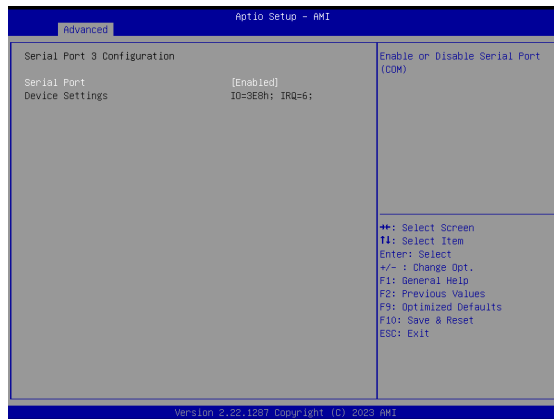 Aptio Setup – AMI
Advanced
Serial Port 3 Configuration
Serial Port [Enabled]
Device Settings IO=3E8h; IRQ=6;
Enable or Disable Serial Port
(COM)
→←: Select Screen
↑↓: Select Item
Enter: Select
+/- : Change Opt.
F1: General Help
F2: Previous Values
F9: Optimized Defaults
F10: Save & Reset
ESC: Exit
Version 2.22.1287 Copyright (C) 2023 AMI